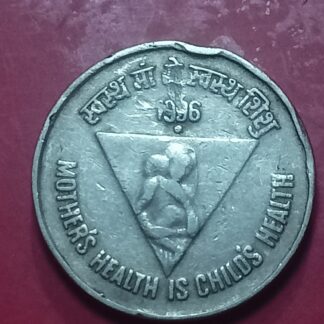 स्वस्थ माँ से स्वस्थ शिशु
1996
MOTHER'S HEALTH IS CHILD'S HEALTH